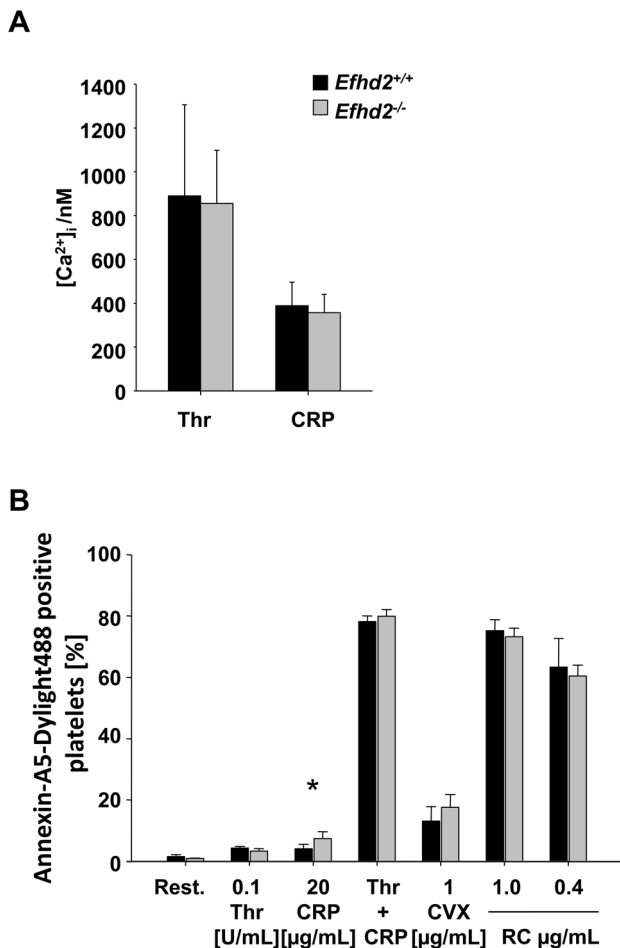 A
Efhd2+/+
Efhd2-/-
1400
1200
1000
800
600
400
200
0
[Ca²⁺]ᵢ /nM
Thr CRP
B
100
80
60
40
20
0
Annexin-A5-Dylight488 positive
platelets [%]
*
Rest. 0.1 20 Thr 1 1.0 0.4
Thr CRP + CVX
[U/mL] [µg/mL] CRP [µg/mL] RC µg/mL